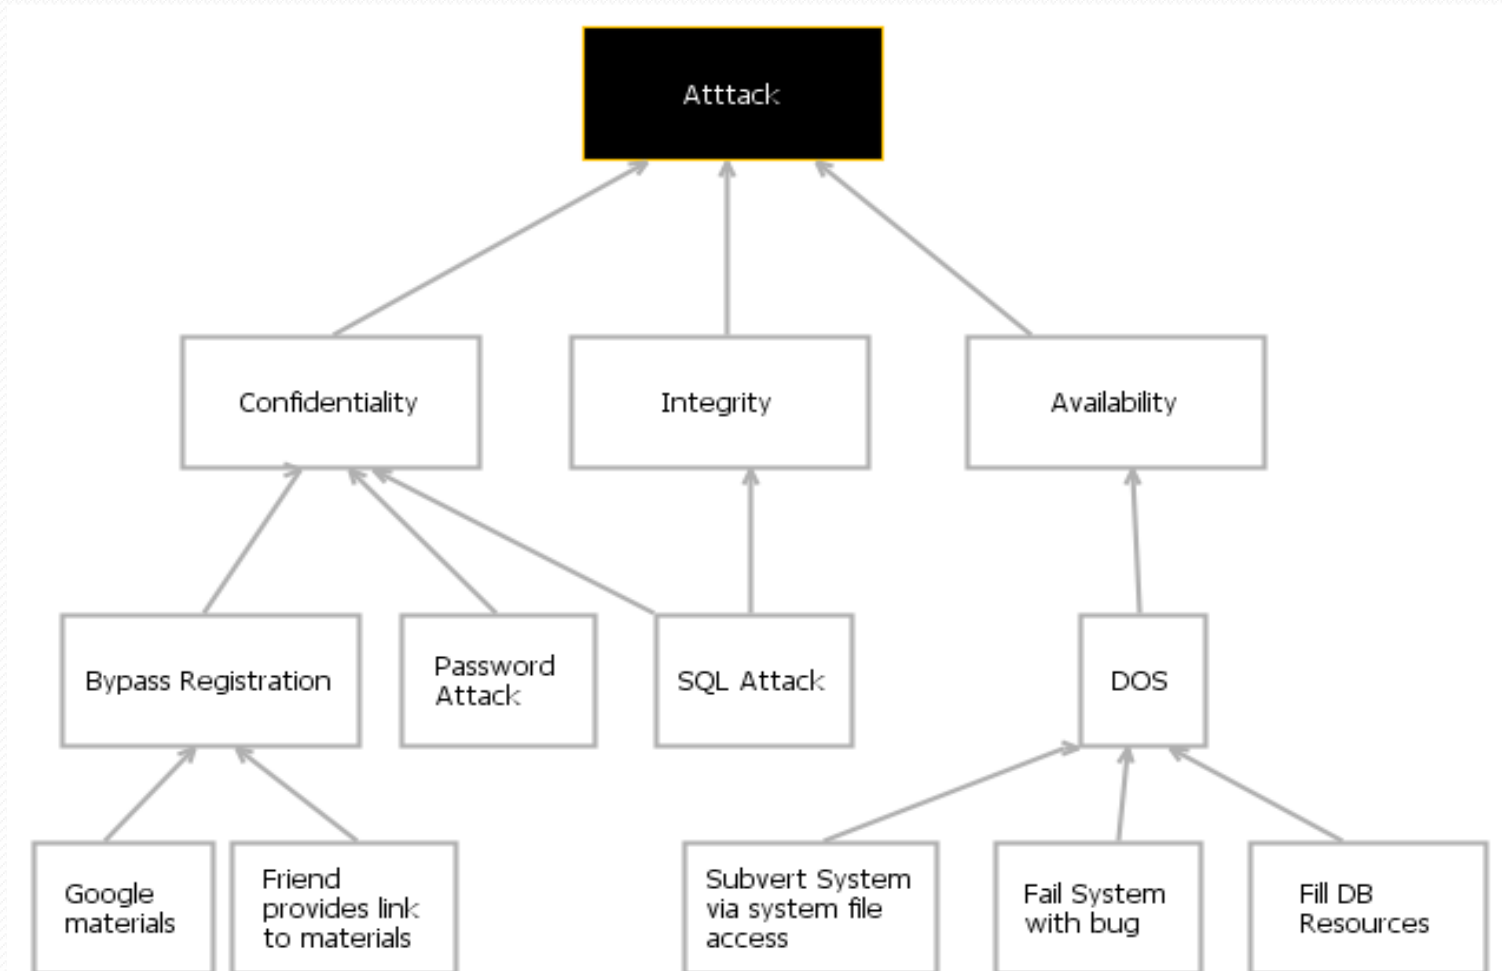 Atttack
Confidentiality
Integrity
Availability
Bypass Registration
Password
Attack
SQL Attack
DOS
Google
materials
Friend
provides link
to materials
Subvert System
via system file
access
Fail System
with bug
Fill DB
Resources